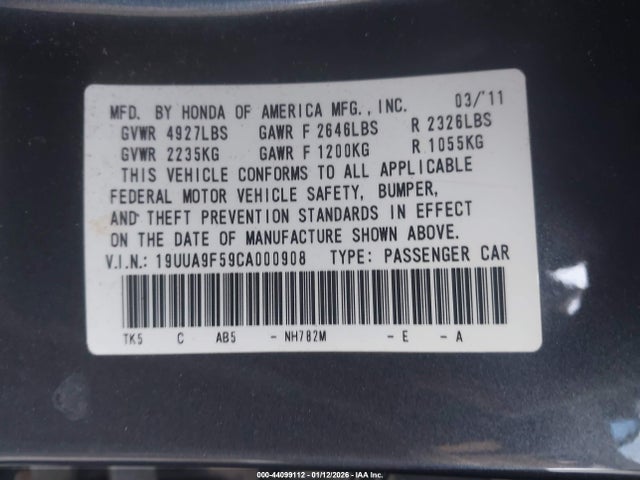 MFD. BY HONDA OF AMERICA MFG., INC. 03/'11
GVWR 4927LBS GAWR F 2646LBS R 2326LBS
GVWR 2235KG GAWR F 1200KG R 1055KG
THIS VEHICLE CONFORMS TO ALL APPLICABLE
FEDERAL MOTOR VEHICLE SAFETY, BUMPER,
AND THEFT PREVENTION STANDARDS IN EFFECT
ON THE DATE OF MANUFACTURE SHOWN ABOVE.
V.I.N.: 19UUA9F59CA000908 TYPE: PASSENGER CAR
TK5 C AB5 - NH782M - E - A
000-44099112 - 01/12/2026 - IAA Inc.